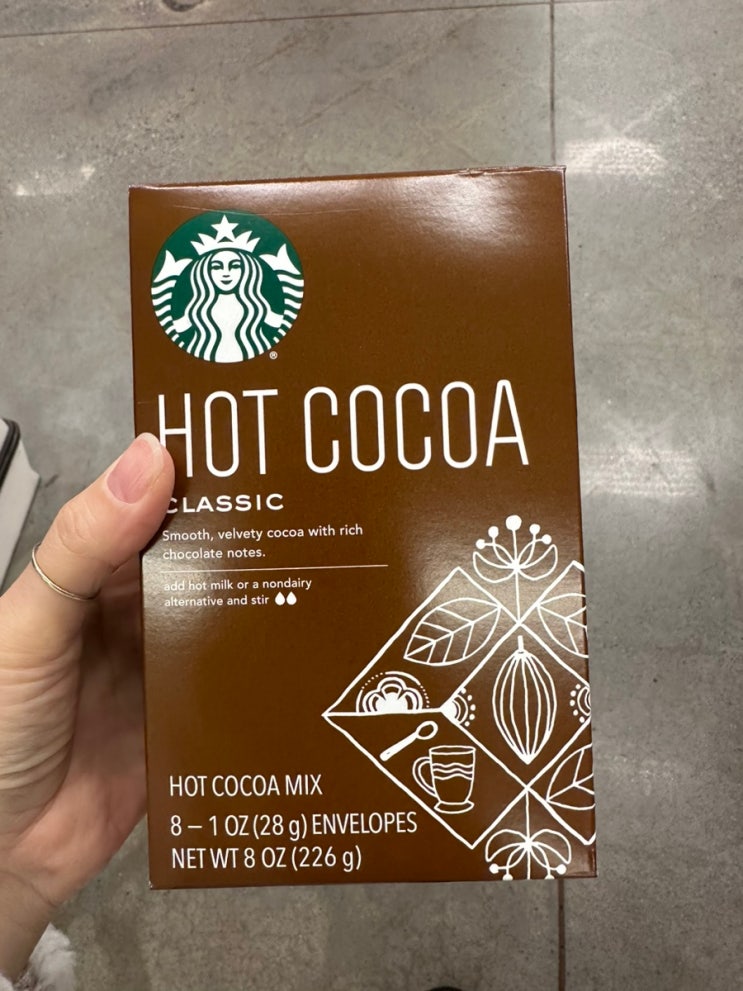 HOT COCOA
CLASSIC
Smooth, velvety cocoa with rich
chocolate notes.
add hot milk or a nondairy
alternative and stir
HOT COCOA MIX
8 – 1 OZ (28 g) ENVELOPES
NET WT 8 OZ (226 g)